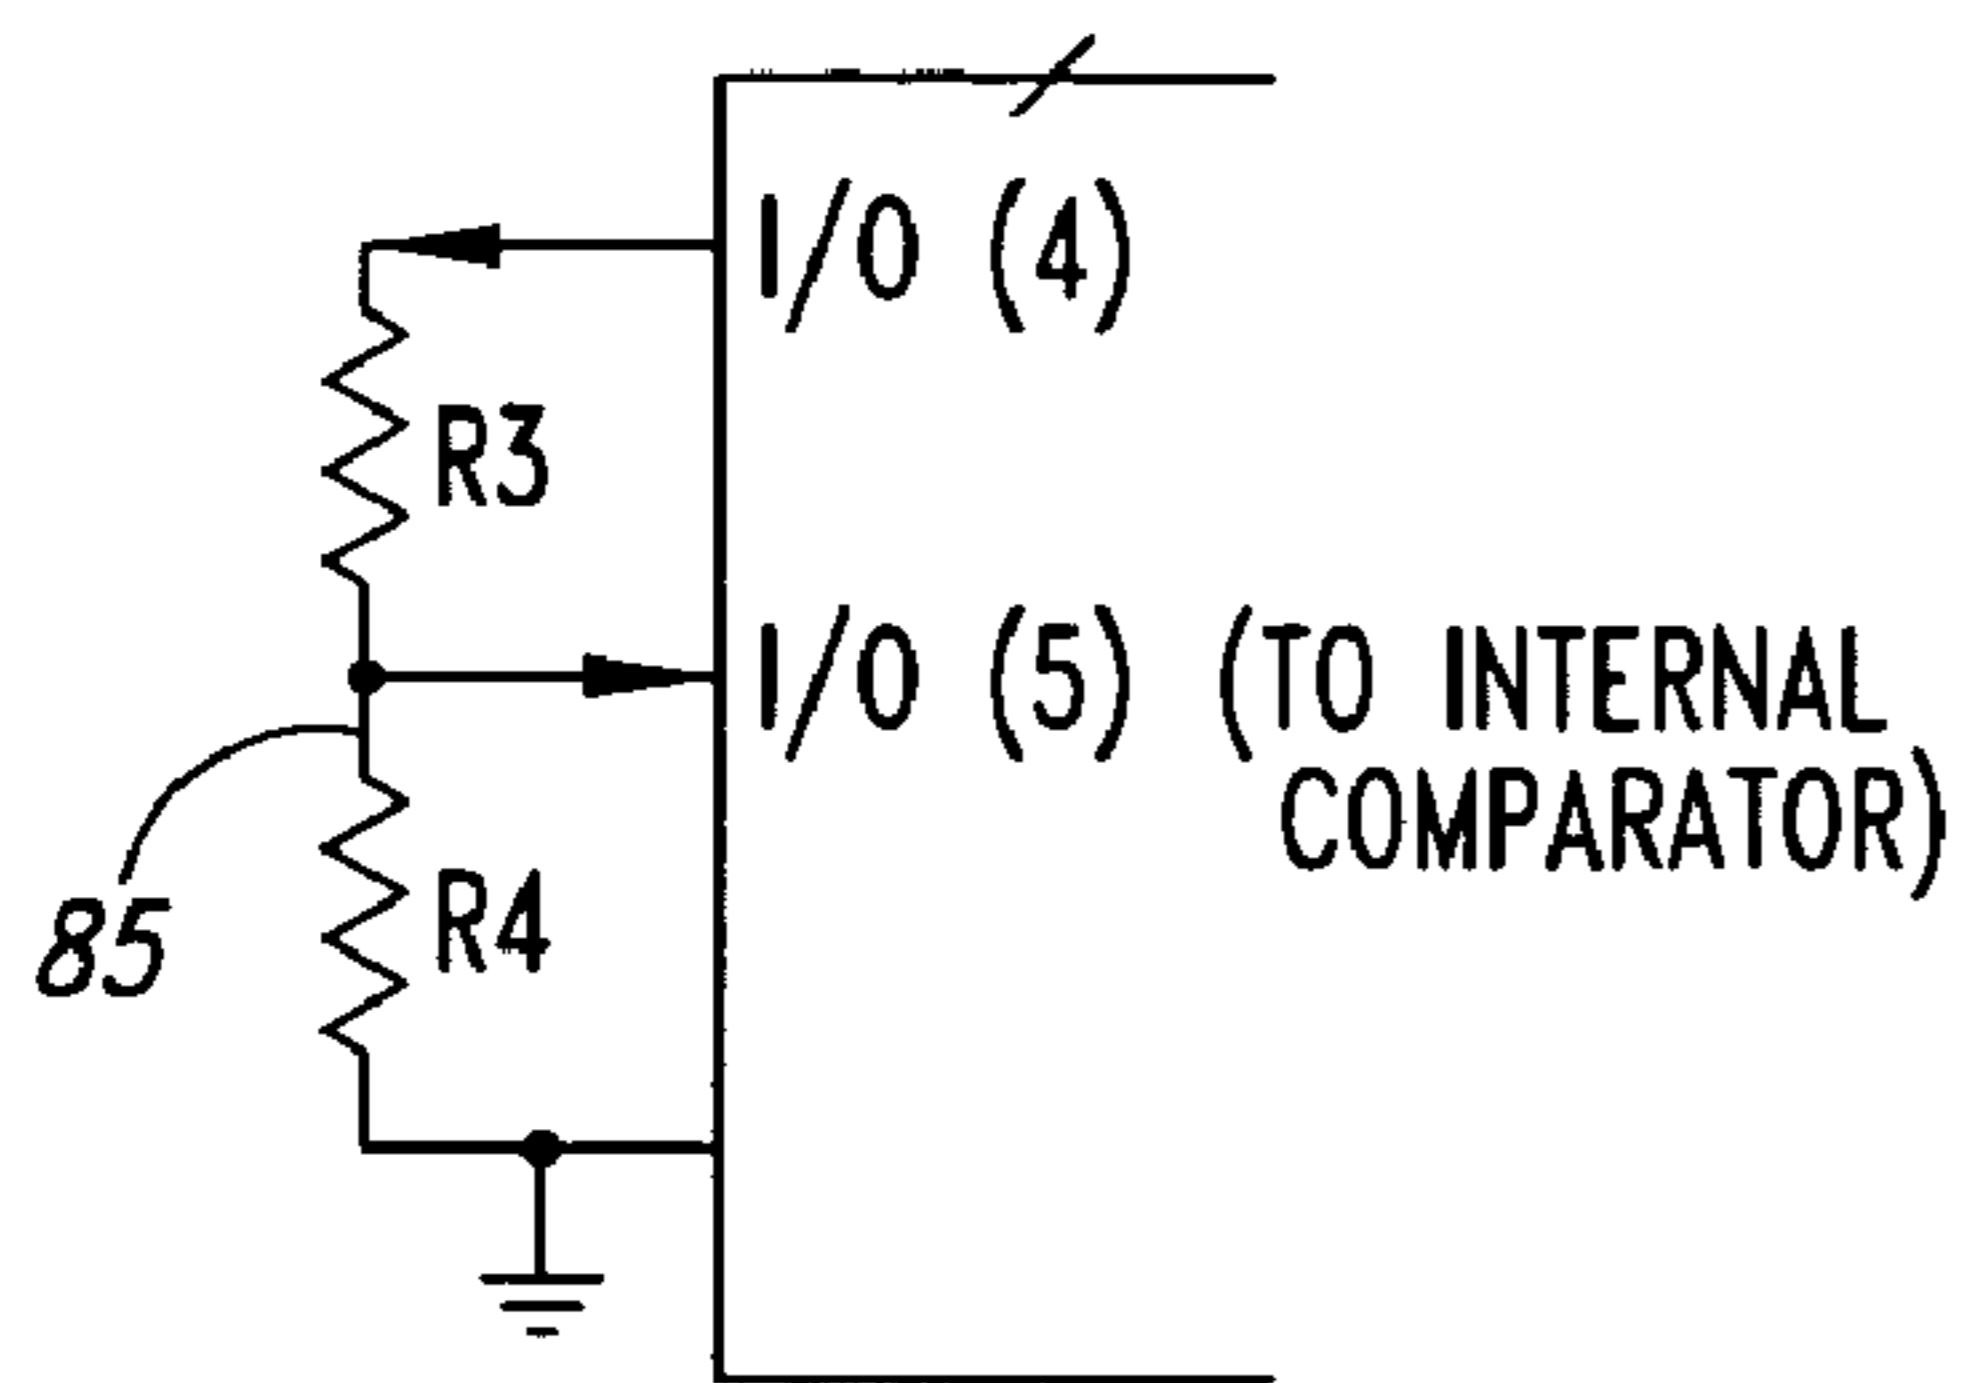 I/O (4)
R3
I/O (5) (TO INTERNAL
COMPARATOR)
85
R4